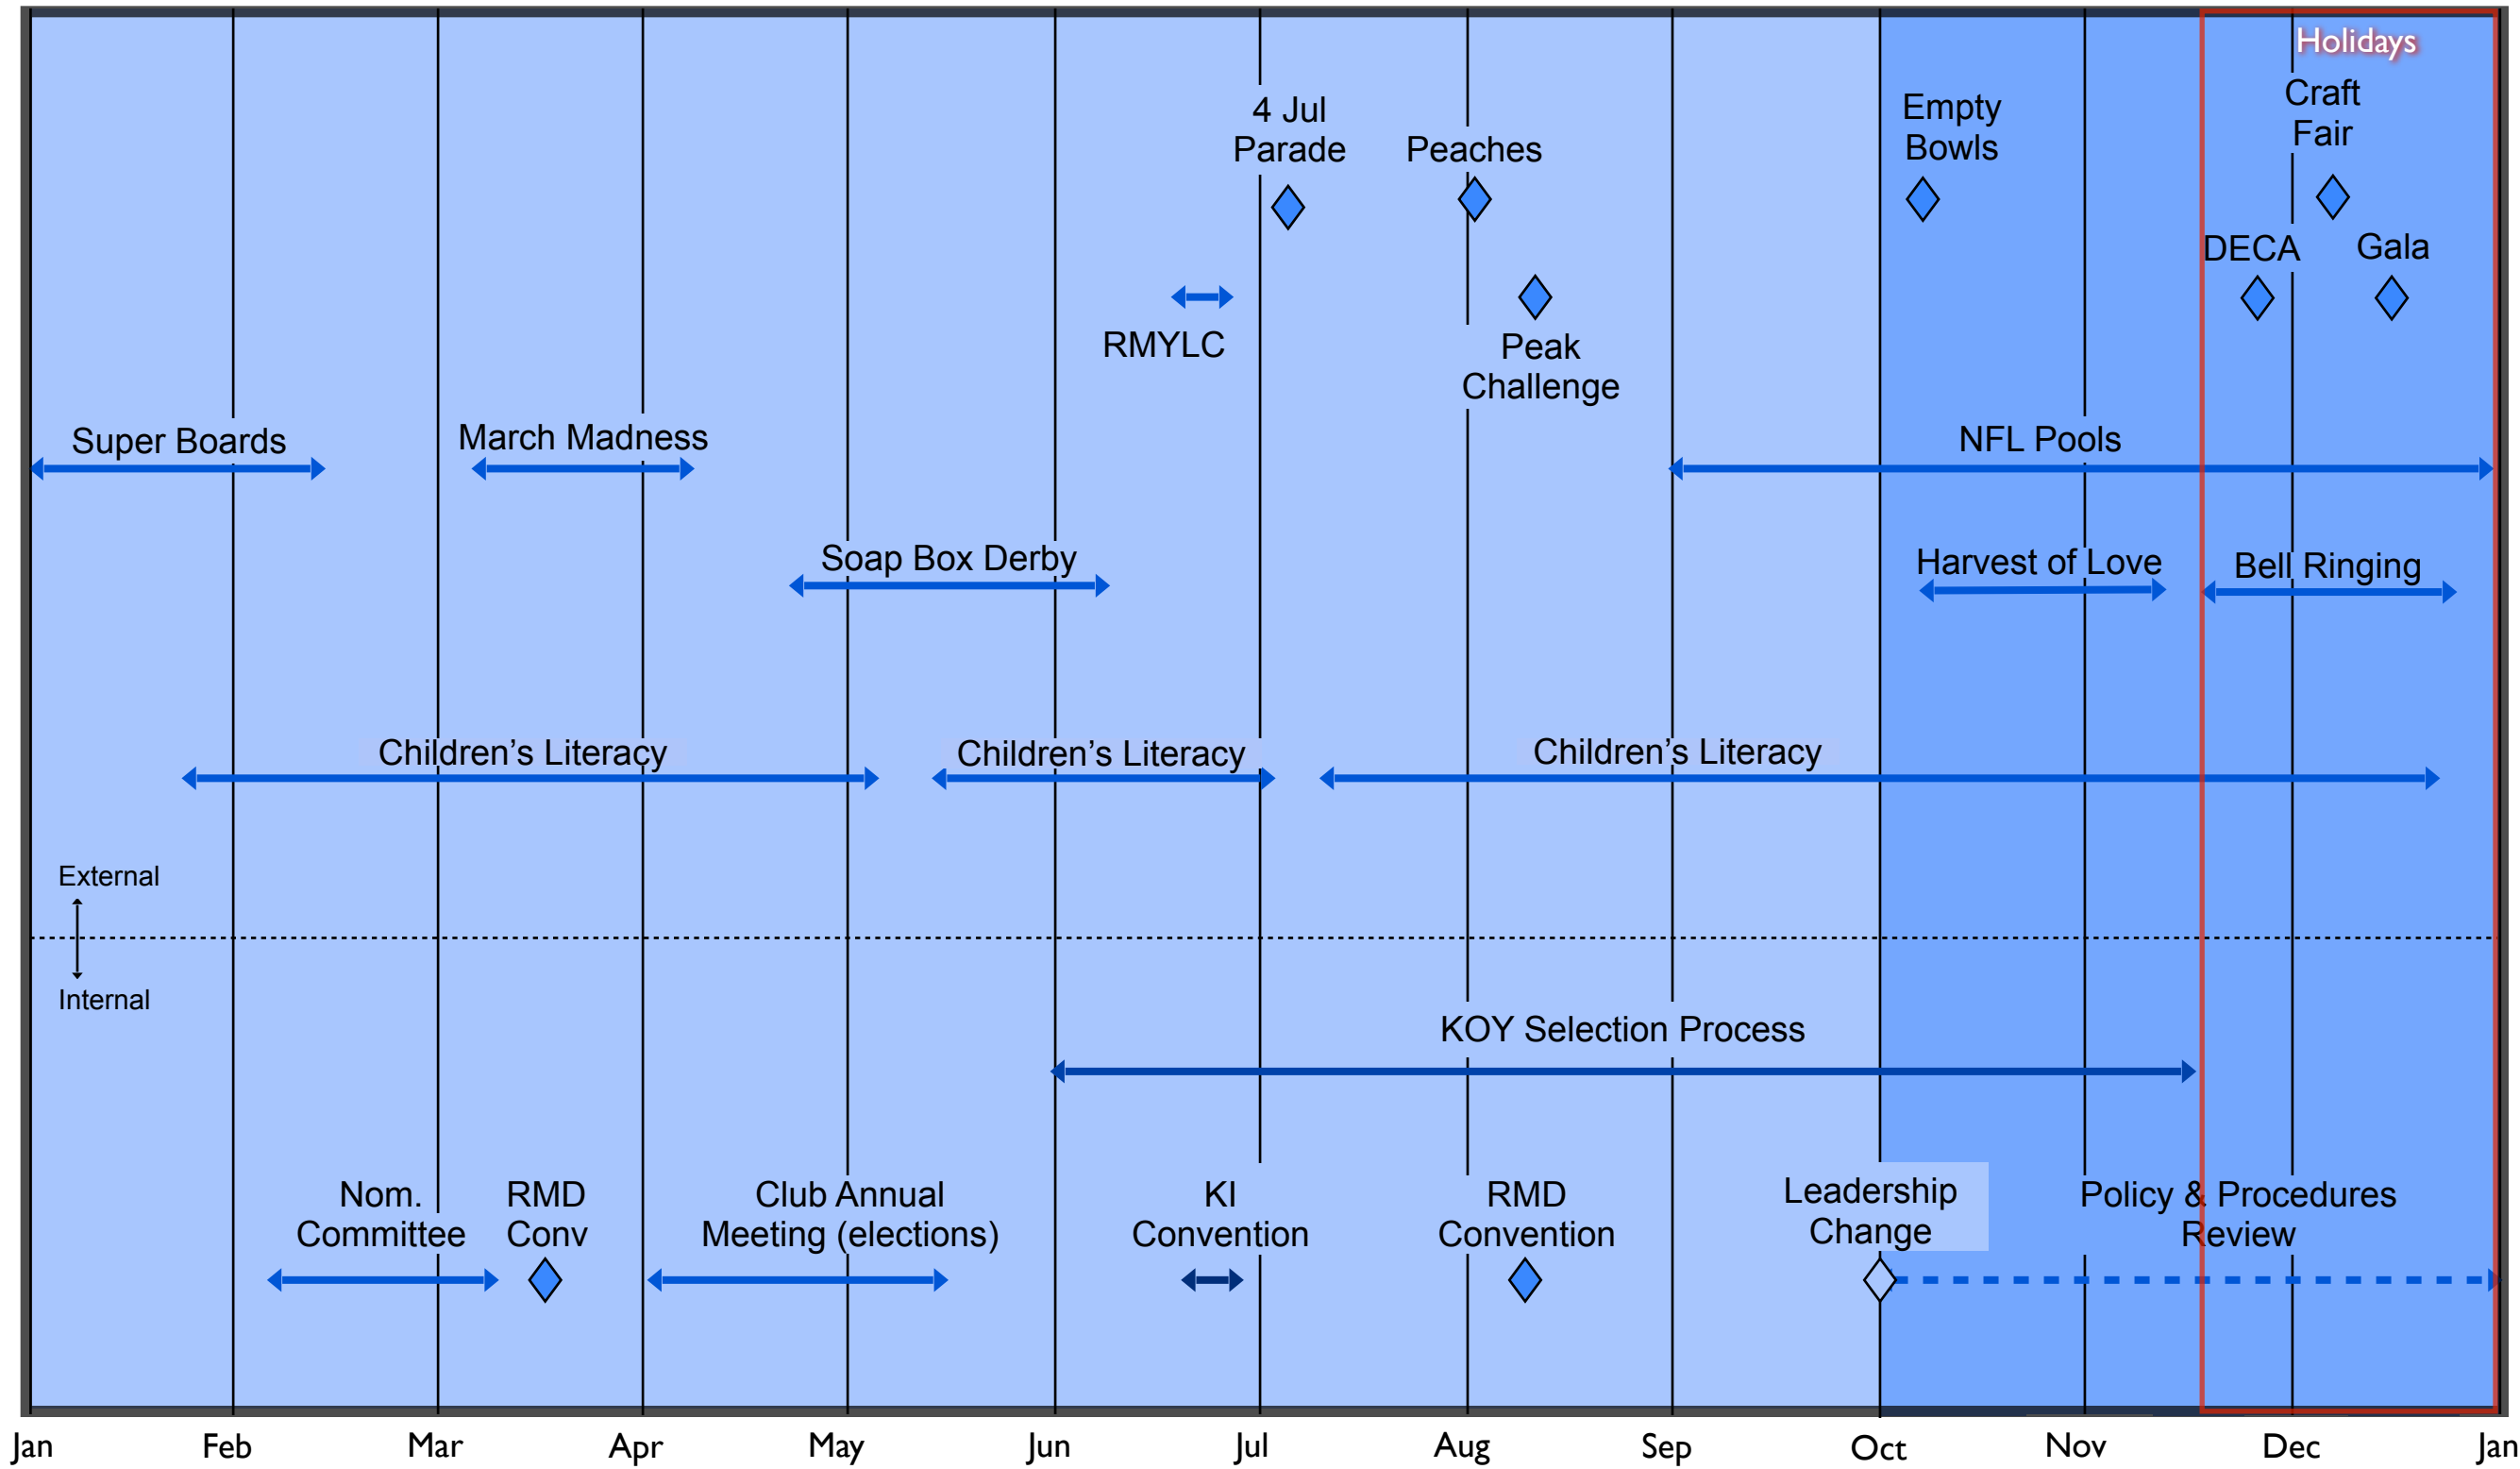 Holidays
Craft
Fair
4 Jul
Parade
Peaches
Empty
Bowls
DECA
Gala
RMYLC
Peak
Challenge
Super Boards
March Madness
NFL Pools
Soap Box Derby
Harvest of Love
Bell Ringing
Children’s Literacy
Children’s Literacy
Children’s Literacy
External
Internal
KOY Selection Process
Nom.
Committee
RMD
Conv
Club Annual
Meeting (elections)
KI
Convention
RMD
Convention
Leadership
Change
Policy & Procedures
Review
Jan
Feb
Mar
Apr
May
Jun
Jul
Aug
Sep
Oct
Nov
Dec
Jan